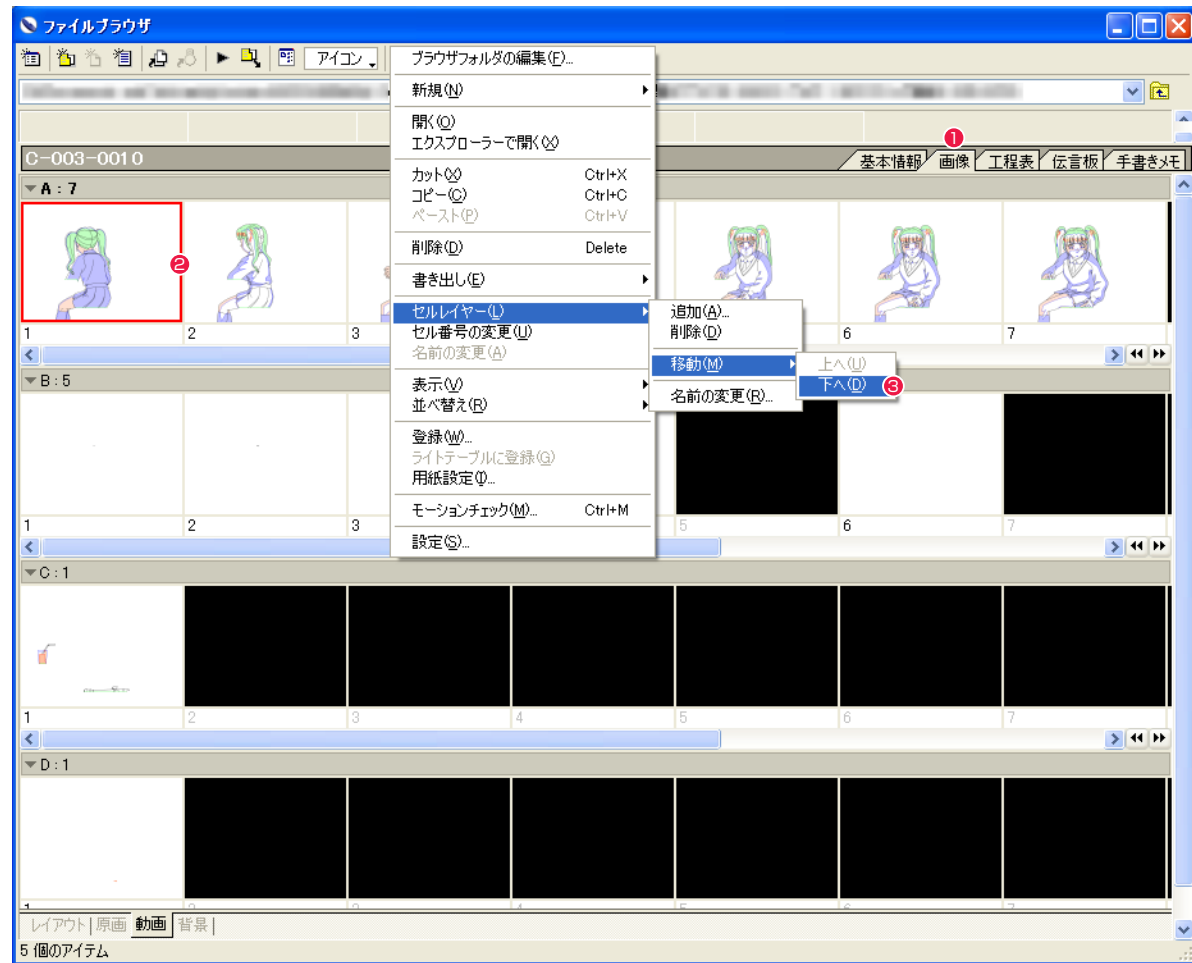 ファイルブラウザ
アイコン
❶
C-003-0010
基本情報 画像 工程表 伝言板 手書きメモ
ブラウザフォルダの編集(F)...
新規(N)
開く(O)
エクスプローラーで開く(X)
カット(X) Ctrl+X
コピー(C) Ctrl+C
ペースト(P) Ctrl+V
削除(D) Delete
書き出し(E)
セルレイヤー(L)
セル番号の変更(U)
名前の変更(A)
表示(V)
並べ替え(R)
登録(W)...
ライトテーブルに登録(G)
用紙設定(I)...
モーションチェック(M)... Ctrl+M
設定(S)...
追加(A)...
削除(D)
移動(M)
名前の変更(R)...
上へ(U)
下へ(D) ❸
A : 7
❷
1 2 3 6 7
B : 5
1 2 3 5 6 7
C : 1
1 2 3 4 5 6 7
D : 1
レイアウト 原画 動画 背景
5 個のアイテム